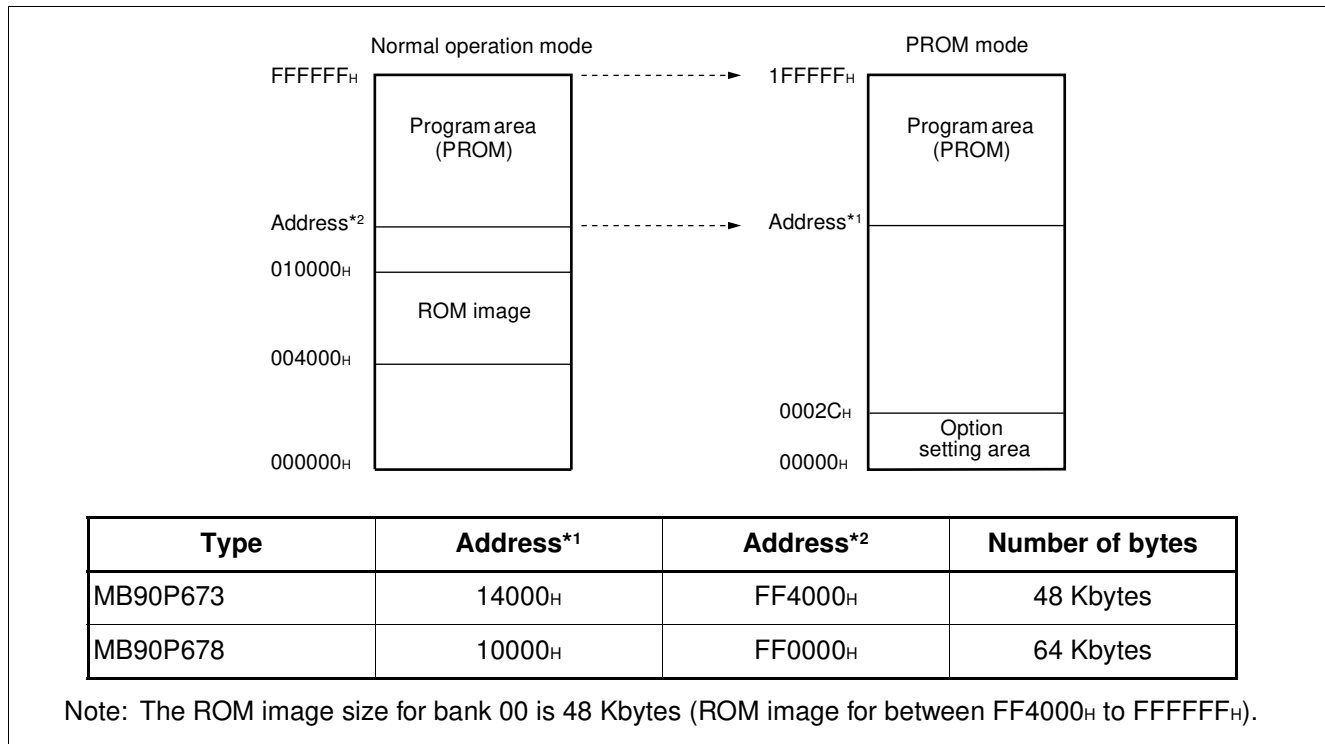 Normal operation mode
PROM mode
FFFFFFH
1FFFFFH
Program area
(PROM)
Program area
(PROM)
Address*2
Address*1
010000H
ROM image
004000H
0002CH
Option
setting area
000000H
00000H
Type Address*1 Address*2 Number of bytes
MB90P673 14000H FF4000H 48 Kbytes
MB90P678 10000H FF0000H 64 Kbytes
Note: The ROM image size for bank 00 is 48 Kbytes (ROM image for between FF4000H to FFFFFFH).